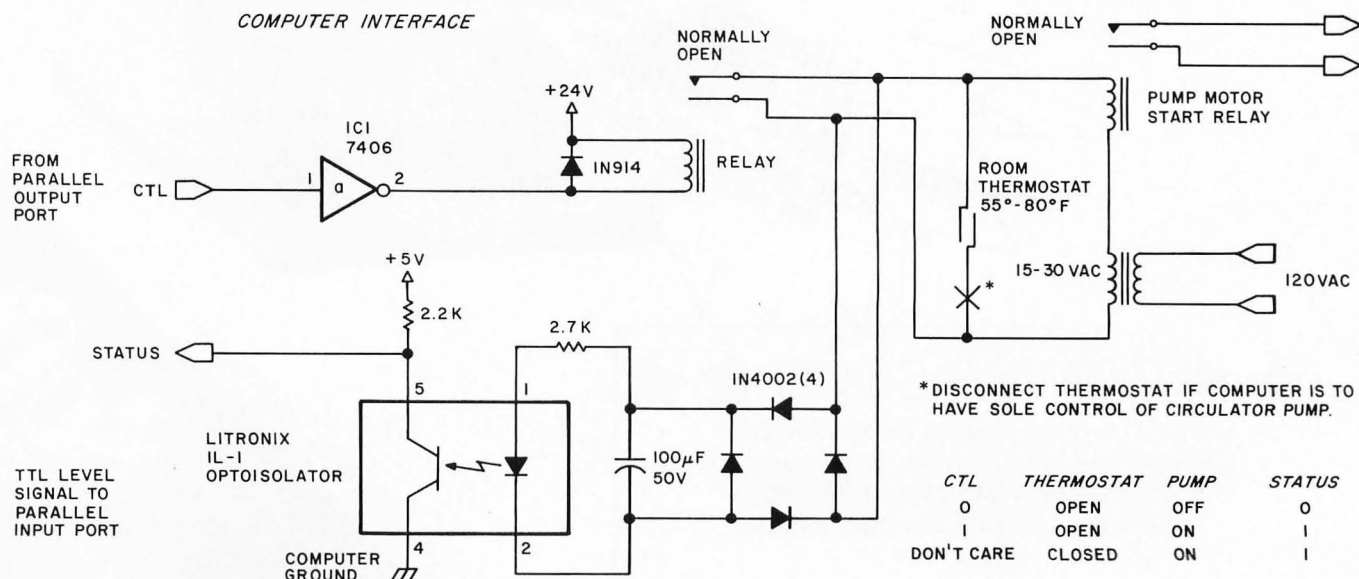 COMPUTER INTERFACE
NORMALLY
OPEN
NORMALLY
OPEN
+24V
IC1
7406
FROM
PARALLEL
OUTPUT
PORT
CTL
1
a
2
IN914
RELAY
PUMP MOTOR
START RELAY
ROOM
THERMOSTAT
55°-80°F
15-30 VAC
*
120VAC
+5V
2.2K
STATUS
2.7K
5
1
IN4002(4)
LITRONIX
IL-1
OPTOISOLATOR
100µF
50V
TTL LEVEL
SIGNAL TO
PARALLEL
INPUT PORT
4
2
COMPUTER
GROUND
*DISCONNECT THERMOSTAT IF COMPUTER IS TO
HAVE SOLE CONTROL OF CIRCULATOR PUMP.
CTL THERMOSTAT PUMP STATUS
0 OPEN OFF 0
1 OPEN ON 1
DON'T CARE CLOSED ON 1